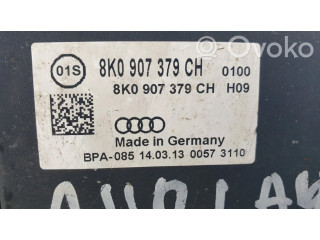 Ovoko
01S
8K0 907 379 CH 0100
8K0 907 379 CH H09
Made in Germany
BPA-085 14.03.13 0057 3110